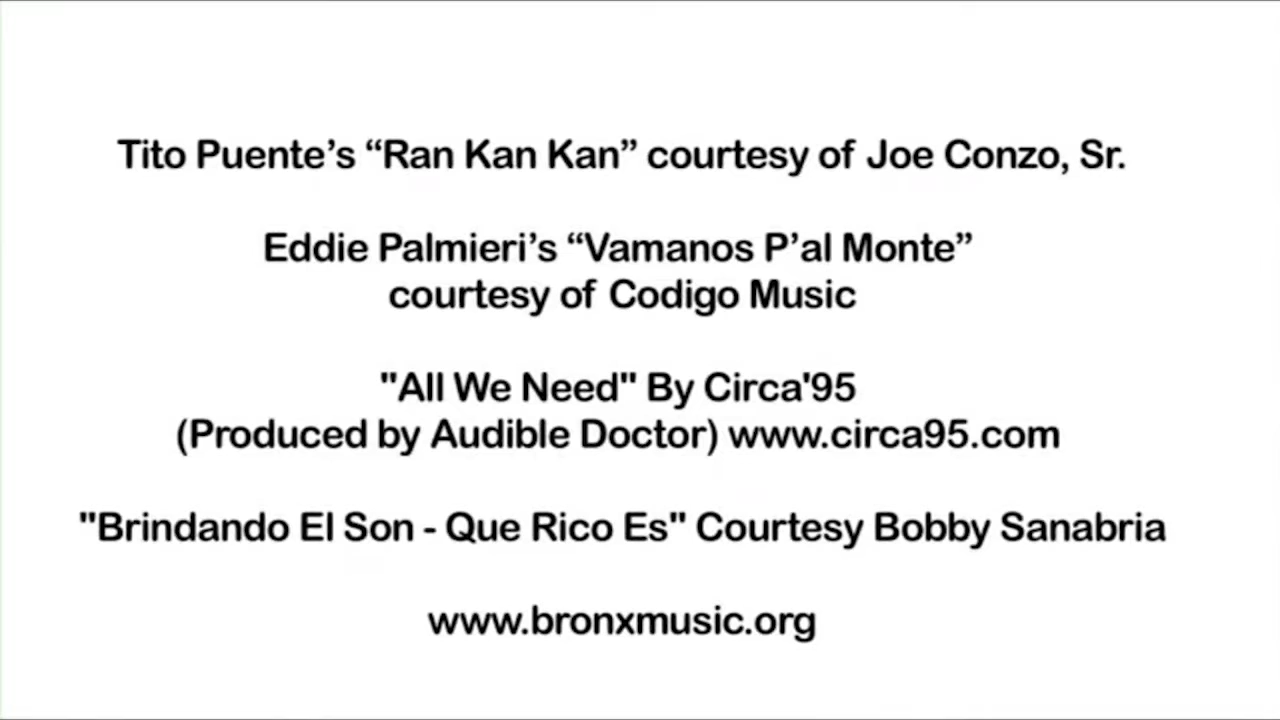 Tito Puente’s “Ran Kan Kan” courtesy of Joe Conzo, Sr.
Eddie Palmieri’s “Vamanos P’al Monte”
courtesy of Codigo Music
"All We Need" By Circa'95
(Produced by Audible Doctor) www.circa95.com
"Brindando El Son - Que Rico Es" Courtesy Bobby Sanabria
www.bronxmusic.org